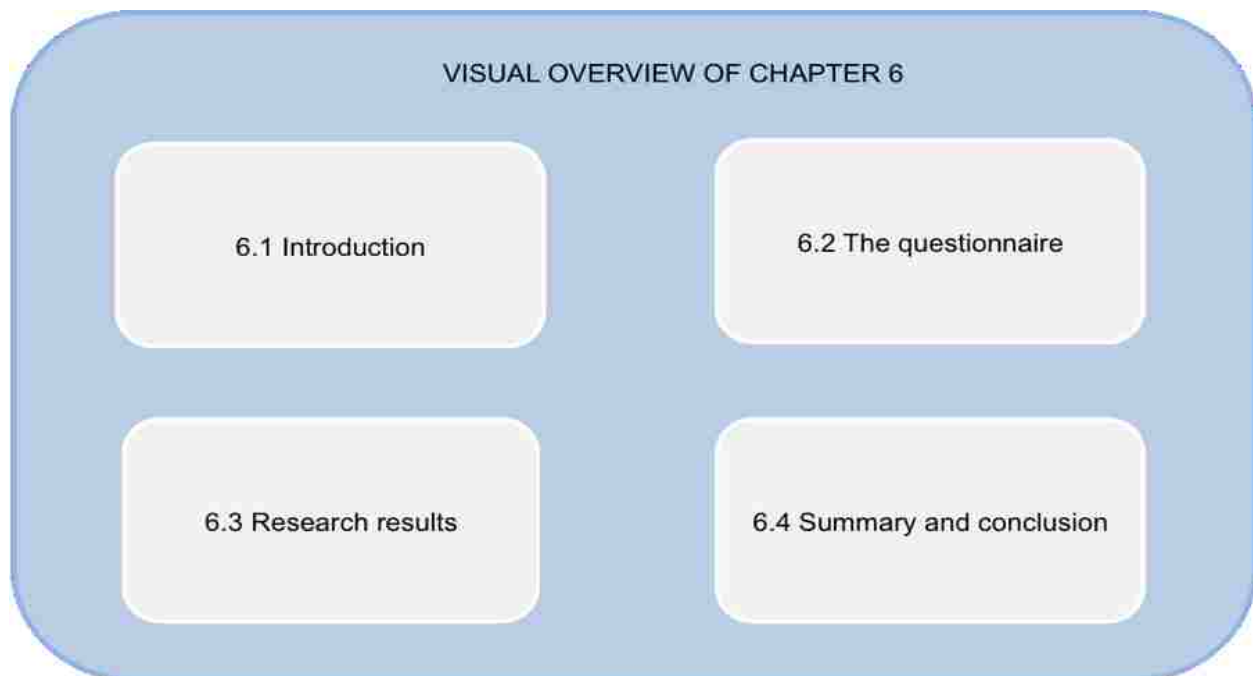 VISUAL OVERVIEW OF CHAPTER 6
6.1 Introduction
6.2 The questionnaire
6.3 Research results
6.4 Summary and conclusion